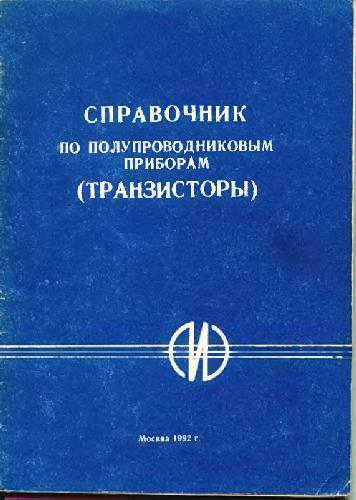 СПРАВОЧНИК
ПО ПОЛУПРОВОДНИКОВЫМ
ПРИБОРАМ
(ТРАНЗИСТОРЫ)
Москва 1992 г.